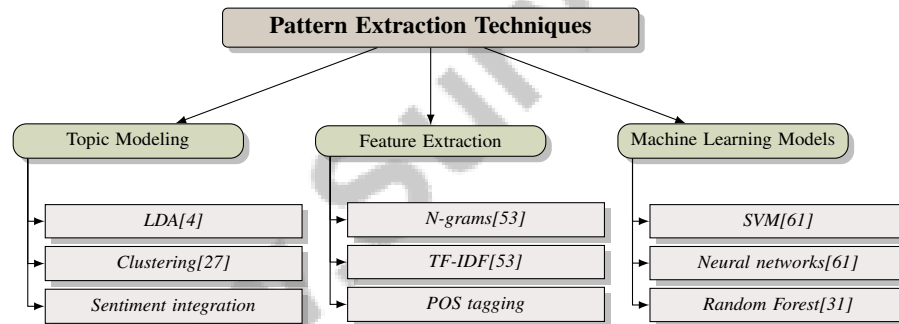 Pattern Extraction Techniques
Topic Modeling
LDA[4]
Clustering[27]
Sentiment integration
Feature Extraction
N-grams[53]
TF-IDF[53]
POS tagging
Machine Learning Models
SVM[61]
Neural networks[61]
Random Forest[31]